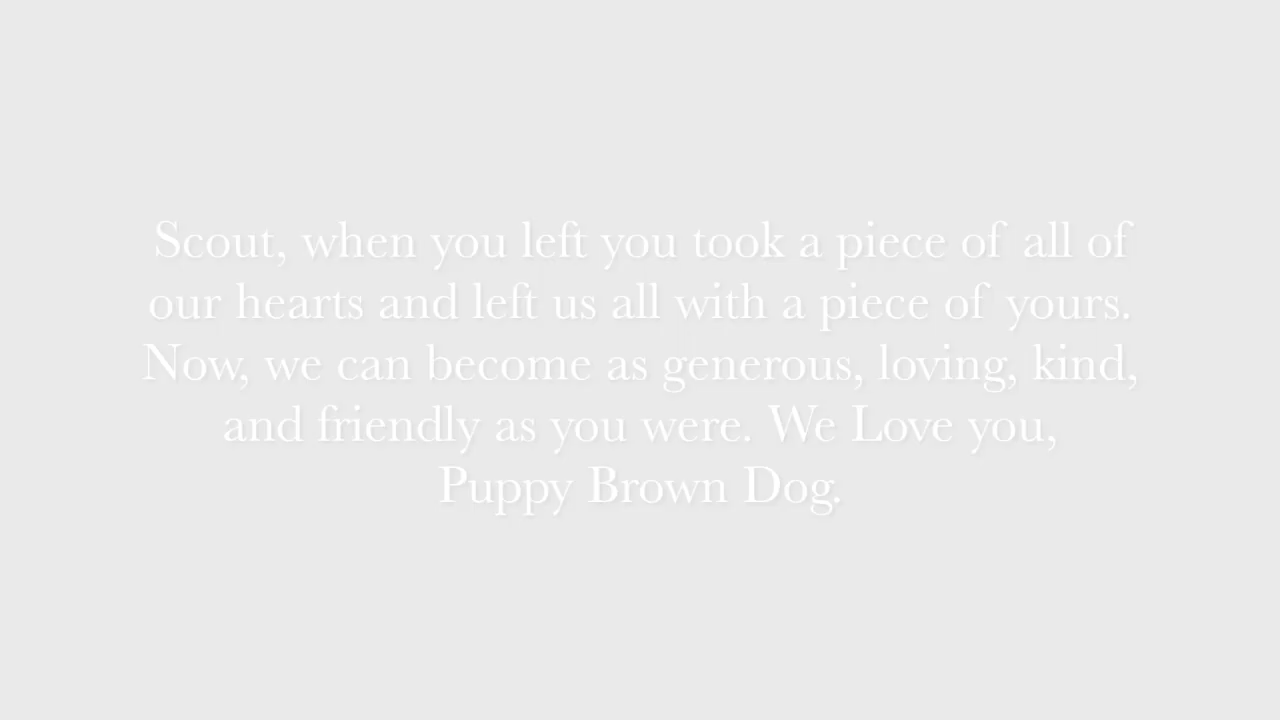 Scout, when you left you took a piece of all of
our hearts and left us all with a piece of yours.
Now, we can become as generous, loving, kind,
and friendly as you were. We Love you,
Puppy Brown Dog.